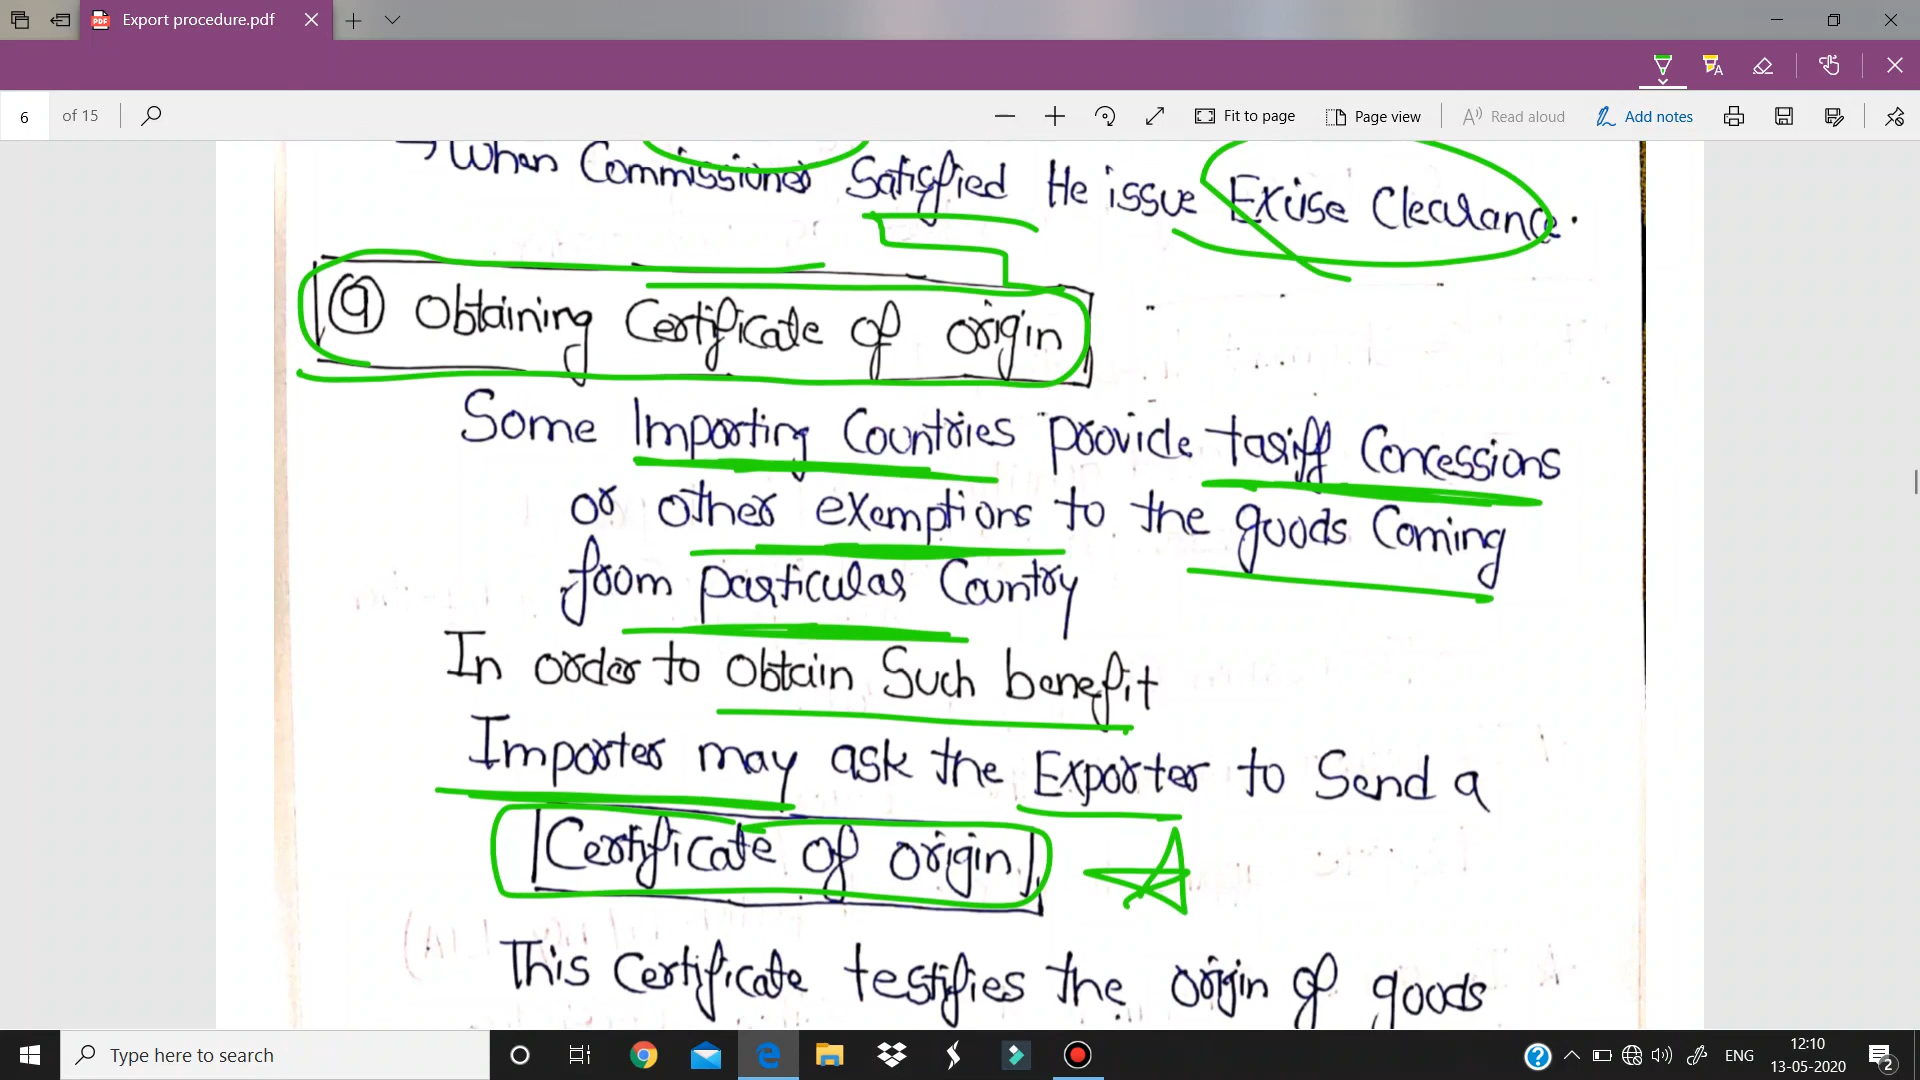 Export procedure.pdf
6 of 15
Fit to page
Page view
Read aloud
Add notes
→ When Commissioner Satisfied He issue Exise Clearance.
⑨ Obtaining Certificate of origin
Some Importing Countries provide tariff Concessions
or other exemptions to the goods Coming
from particular Country
In order to obtain Such benefit
Importer may ask the Exporter to Send a
Certificate of origin
This Certificate testifies the origin of goods
Type here to search
ENG
12:10
13-05-2020
2